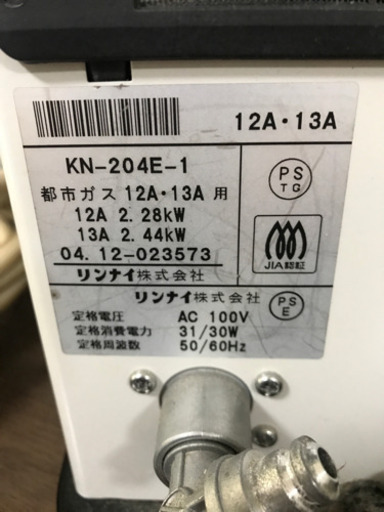 12A・13A
KN-204E-1
都市ガス 12A・13A 用
12A 2.28kW
13A 2.44kW
04.12-023573
リンナイ株式会社
PS
TG
JIA認証
リンナイ株式会社
PS
E
定格電圧 AC 100V
定格消費電力 31/30W
定格周波数 50/60Hz